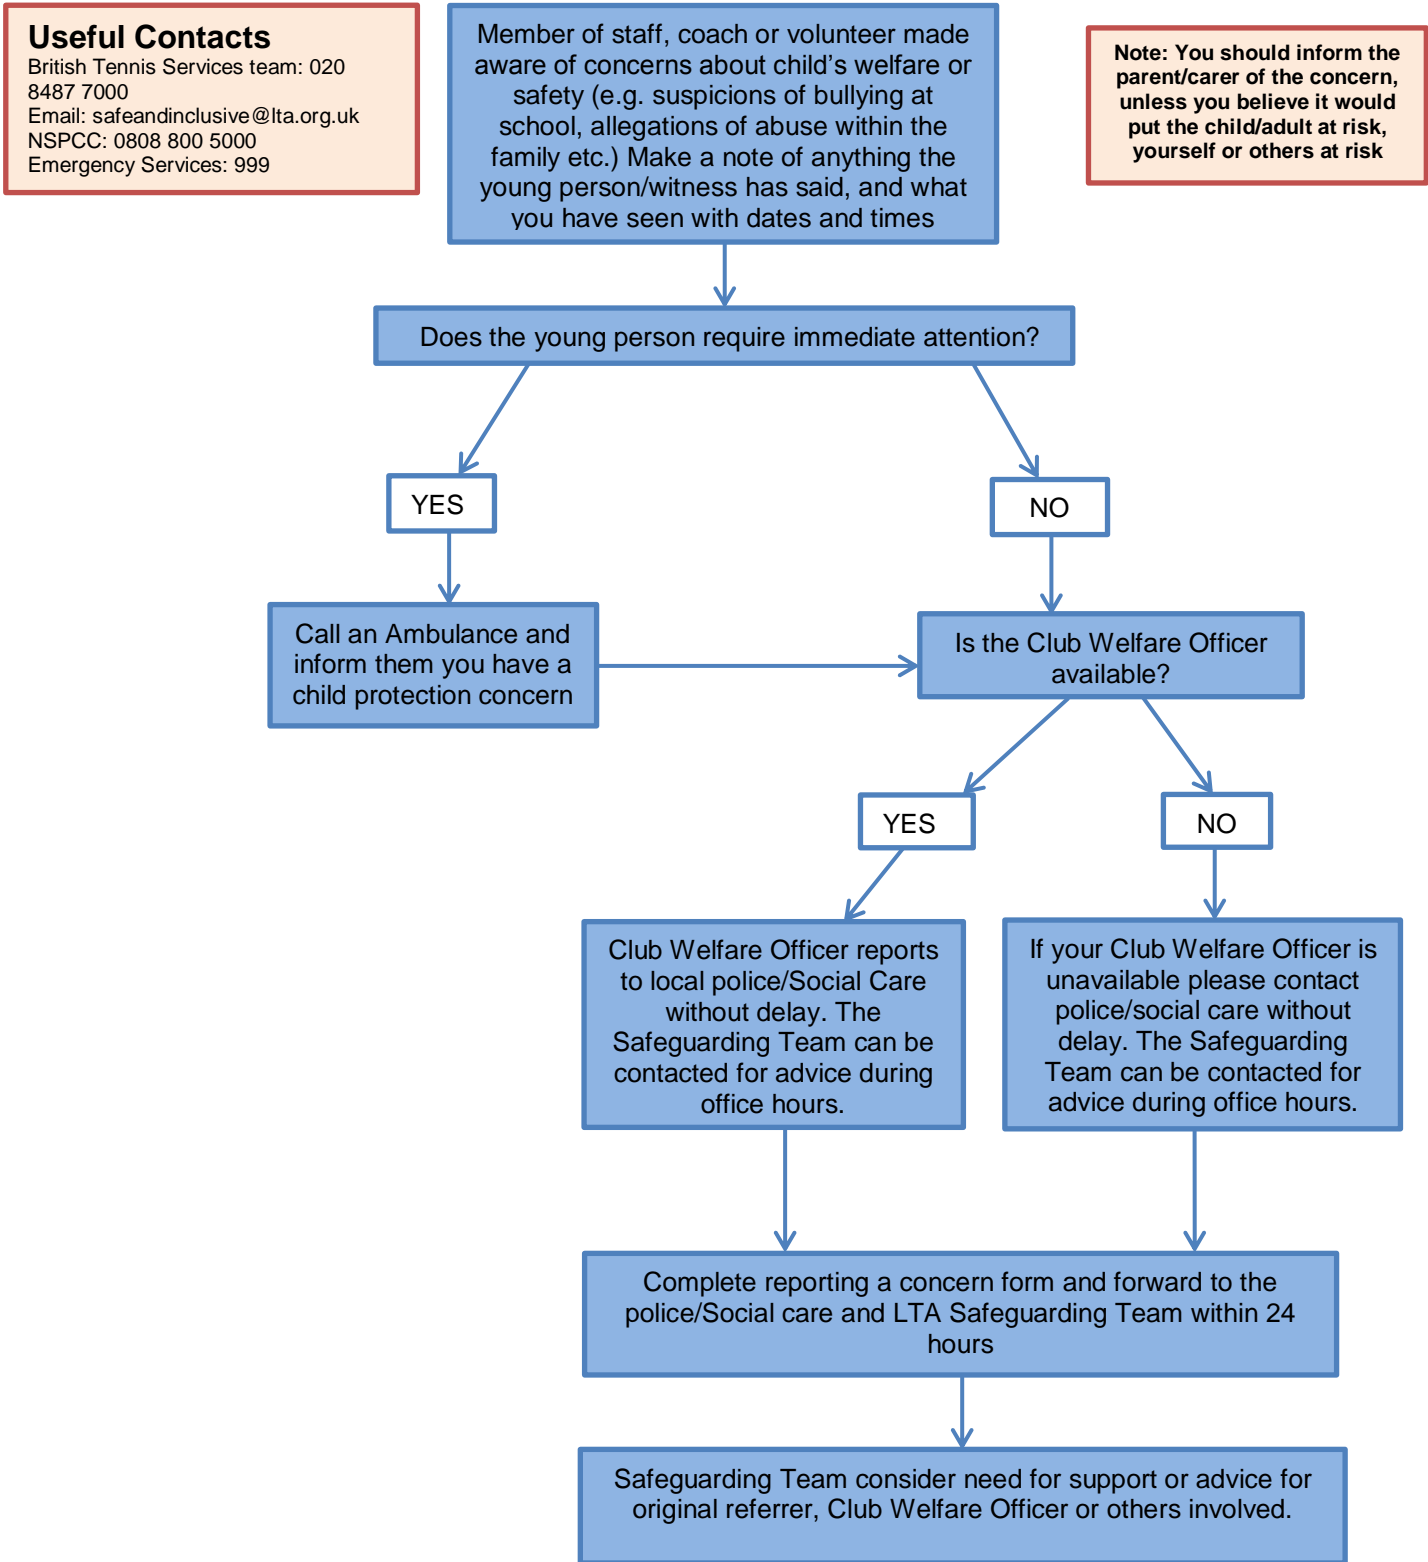 Useful Contacts
British Tennis Services team: 020
8487 7000
Email: safeandinclusive@lta.org.uk
NSPCC: 0808 800 5000
Emergency Services: 999
Member of staff, coach or volunteer made
aware of concerns about child’s welfare or
safety (e.g. suspicions of bullying at
school, allegations of abuse within the
family etc.) Make a note of anything the
young person/witness has said, and what
you have seen with dates and times
Note: You should inform the
parent/carer of the concern,
unless you believe it would
put the child/adult at risk,
yourself or others at risk
Does the young person require immediate attention?
YES
NO
Call an Ambulance and
inform them you have a
child protection concern
Is the Club Welfare Officer
available?
YES
NO
Club Welfare Officer reports
to local police/Social Care
without delay. The
Safeguarding Team can be
contacted for advice during
office hours.
If your Club Welfare Officer is
unavailable please contact
police/social care without
delay. The Safeguarding
Team can be contacted for
advice during office hours.
Complete reporting a concern form and forward to the
police/Social care and LTA Safeguarding Team within 24
hours
Safeguarding Team consider need for support or advice for
original referrer, Club Welfare Officer or others involved.